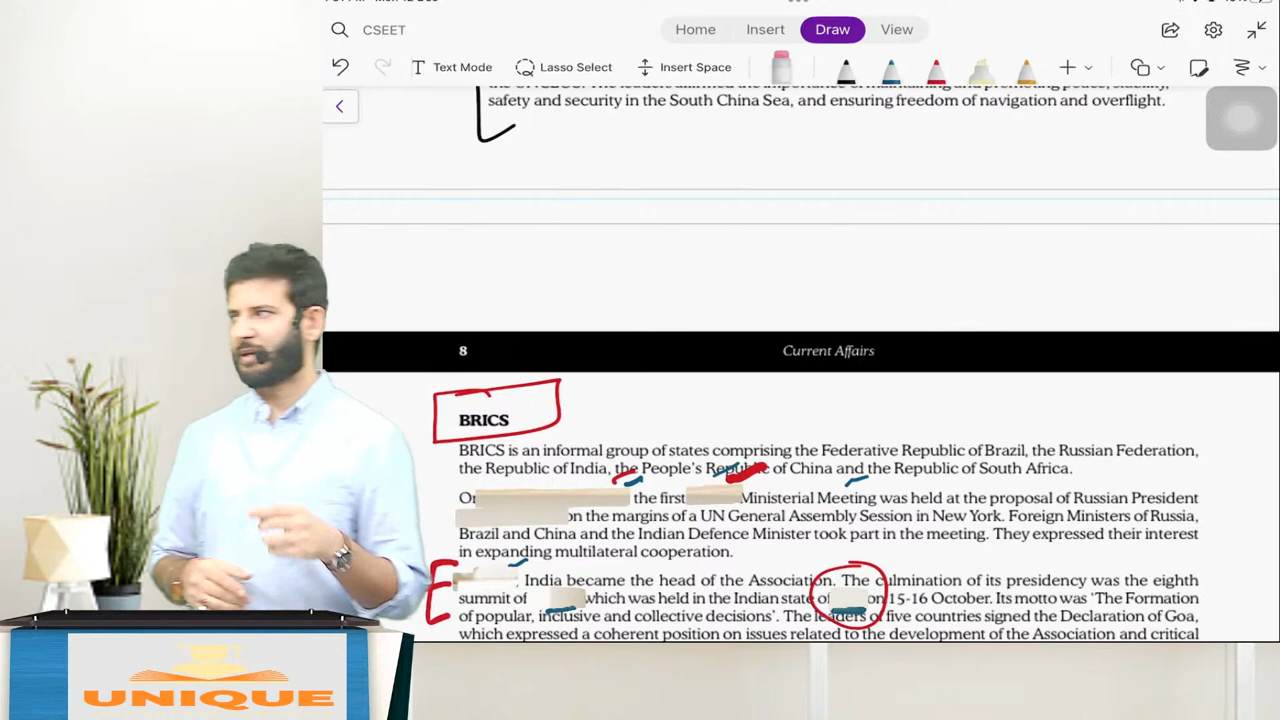 CSEET
Home Insert Draw View
Text Mode Lasso Select Insert Space
safety and security in the South China Sea, and ensuring freedom of navigation and overflight.
8 Current Affairs
BRICS
BRICS is an informal group of states comprising the Federative Republic of Brazil, the Russian Federation,
the Republic of India, the People's Republic of China and the Republic of South Africa.
On the first Ministerial Meeting was held at the proposal of Russian President
on the margins of a UN General Assembly Session in New York. Foreign Ministers of Russia,
Brazil and China and the Indian Defence Minister took part in the meeting. They expressed their interest
in expanding multilateral cooperation.
India became the head of the Association. The culmination of its presidency was the eighth
summit of which was held in the Indian state of on 15-16 October. Its motto was 'The Formation
of popular, inclusive and collective decisions'. The leaders of five countries signed the Declaration of Goa,
which expressed a coherent position on issues related to the development of the Association and critical
UNIQUE